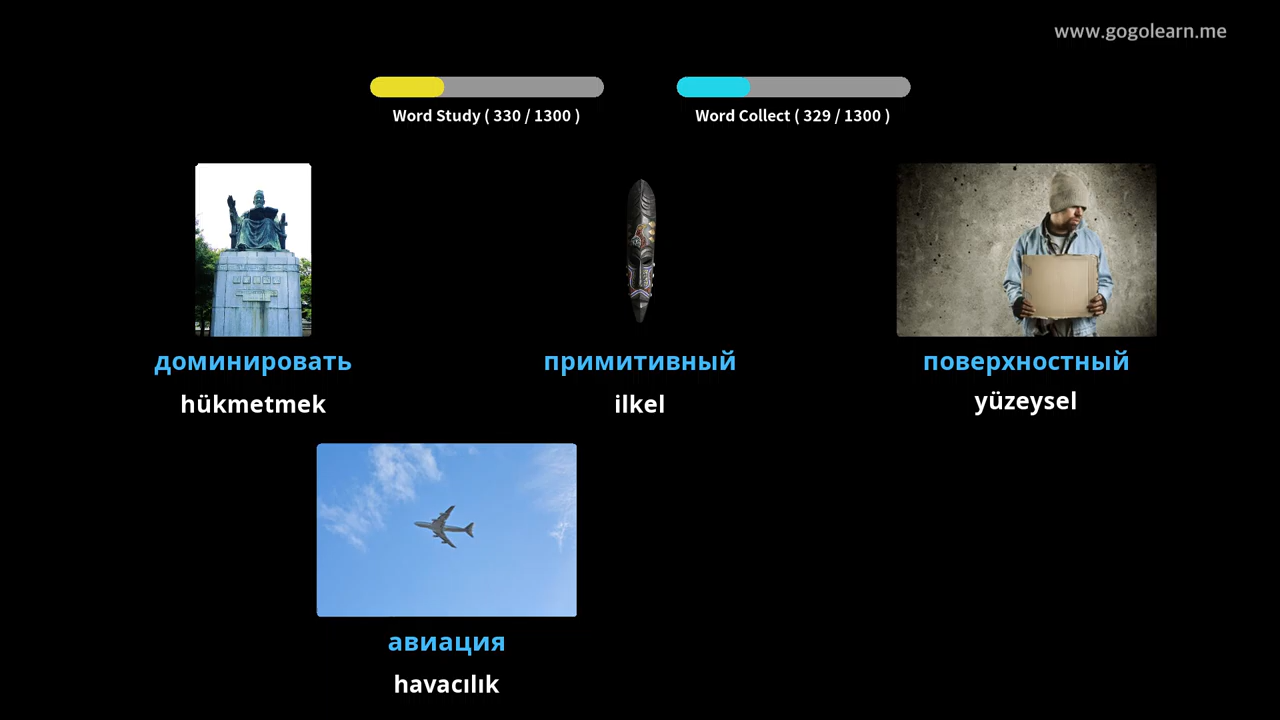 www.gogolearn.me
Word Study ( 330 / 1300 )
Word Collect ( 329 / 1300 )
доминировать
hükmetmek
примитивный
ilkel
поверхностный
yüzeysel
авиация
havacılık